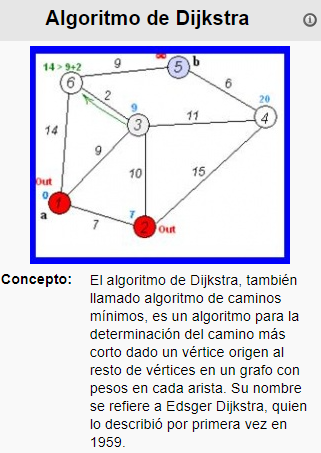 Algoritmo de Dijkstra
14 > 9+2
9
∞
5
b
6
2
6
9
3
11
20
4
14
9
10
15
Out
0
1
a
7
7
2
Out
Concepto:
El algoritmo de Dijkstra, también
llamado algoritmo de caminos
mínimos, es un algoritmo para la
determinación del camino más
corto dado un vértice origen al
resto de vértices en un grafo con
pesos en cada arista. Su nombre
se refiere a Edsger Dijkstra, quien
lo describió por primera vez en
1959.